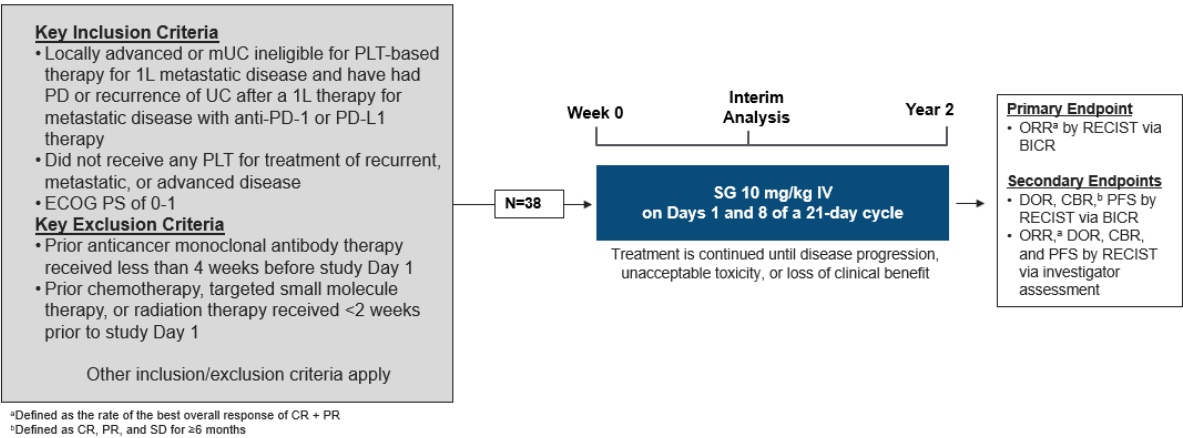 Key Inclusion Criteria
• Locally advanced or mUC ineligible for PLT-based
therapy for 1L metastatic disease and have had
PD or recurrence of UC after a 1L therapy for
metastatic disease with anti-PD-1 or PD-L1
therapy
• Did not receive any PLT for treatment of recurrent,
metastatic, or advanced disease
• ECOG PS of 0-1
Key Exclusion Criteria
• Prior anticancer monoclonal antibody therapy
received less than 4 weeks before study Day 1
• Prior chemotherapy, targeted small molecule
therapy, or radiation therapy received <2 weeks
prior to study Day 1
Other inclusion/exclusion criteria apply
N=38
Week 0
Interim
Analysis
Year 2
SG 10 mg/kg IV
on Days 1 and 8 of a 21-day cycle
Treatment is continued until disease progression,
unacceptable toxicity, or loss of clinical benefit
Primary Endpoint
• ORRᵃ by RECIST via
BICR
Secondary Endpoints
• DOR, CBR,ᵇ PFS by
RECIST via BICR
• ORR,ᵃ DOR, CBR,
and PFS by RECIST
via investigator
assessment
ᵃDefined as the rate of the best overall response of CR + PR
ᵇDefined as CR, PR, and SD for ≥6 months